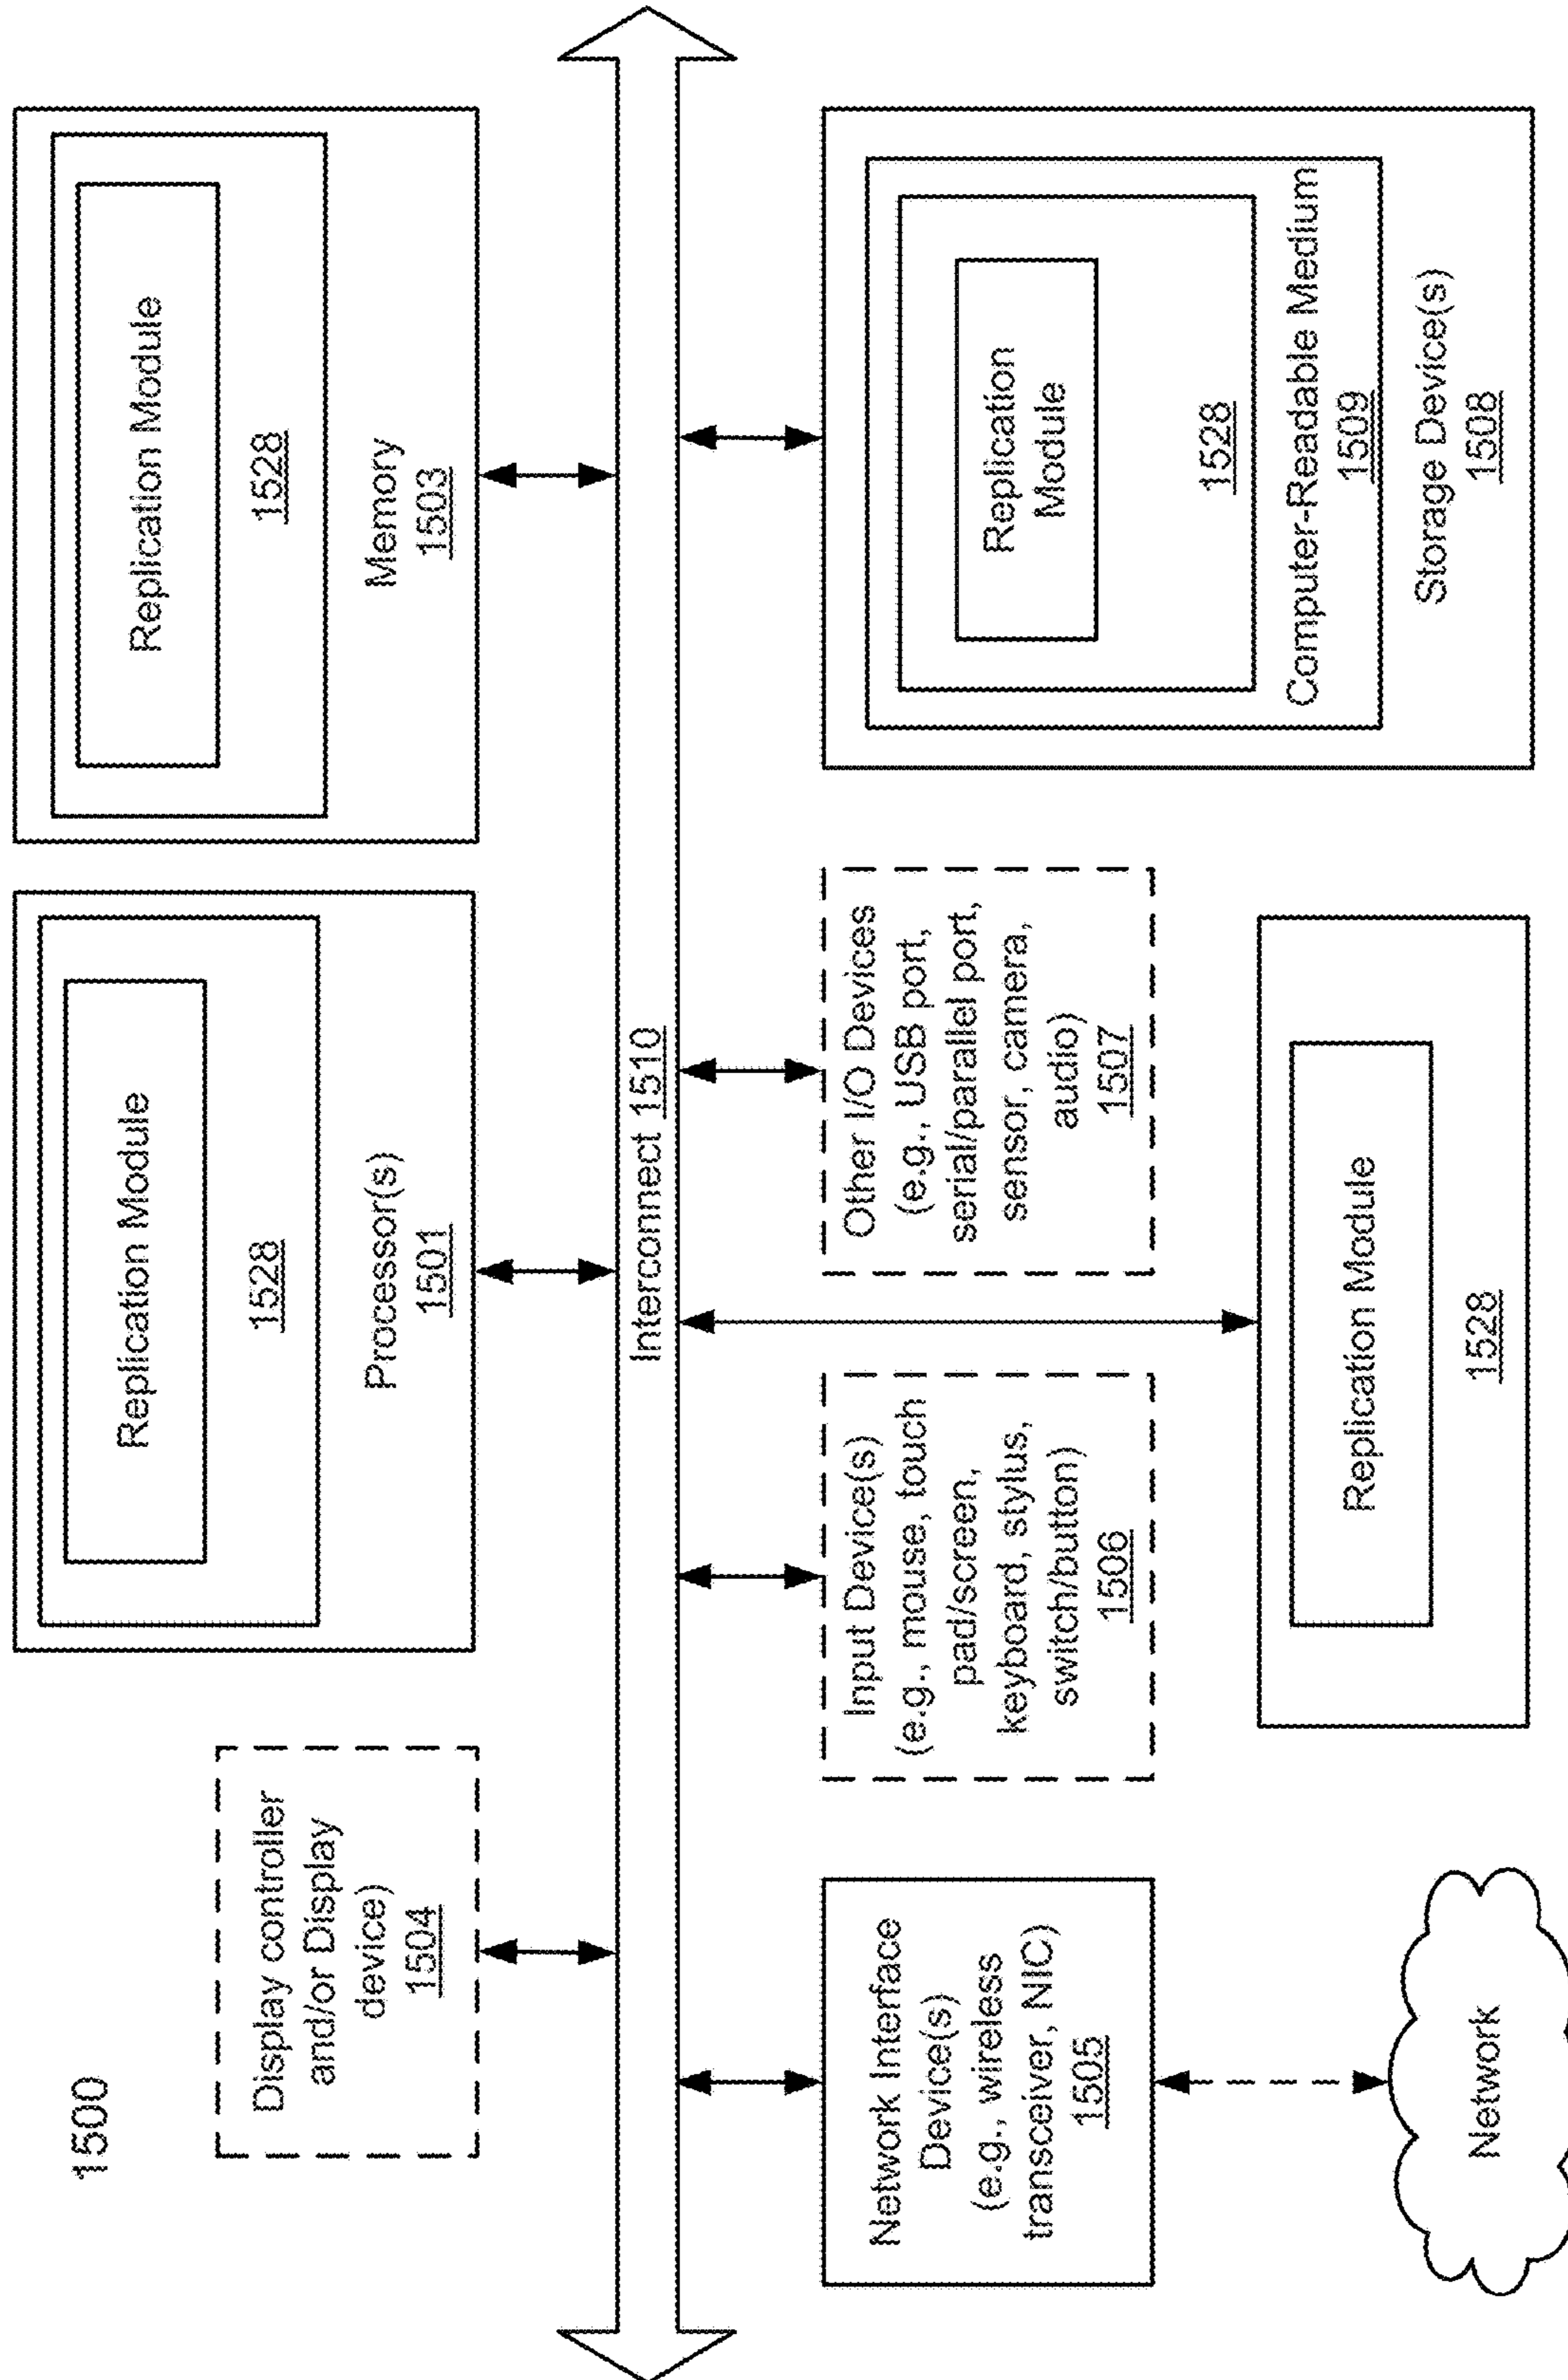 1500
Display controller
and/or Display
device)
1504
Replication Module
1528
Processor(s)
1501
Replication Module
1528
Memory
1503
Interconnect 1510
Network Interface
Device(s)
(e.g., wireless
transceiver, NIC)
1505
Input Device(s)
(e.g., mouse, touch
pad/screen,
keyboard, stylus,
switch/button)
1506
Other I/O Devices
(e.g., USB port,
serial/parallel port,
sensor, camera,
audio)
1507
Replication
Module
1528
Computer-Readable Medium
1509
Storage Device(s)
1508
Network
Replication Module
1528